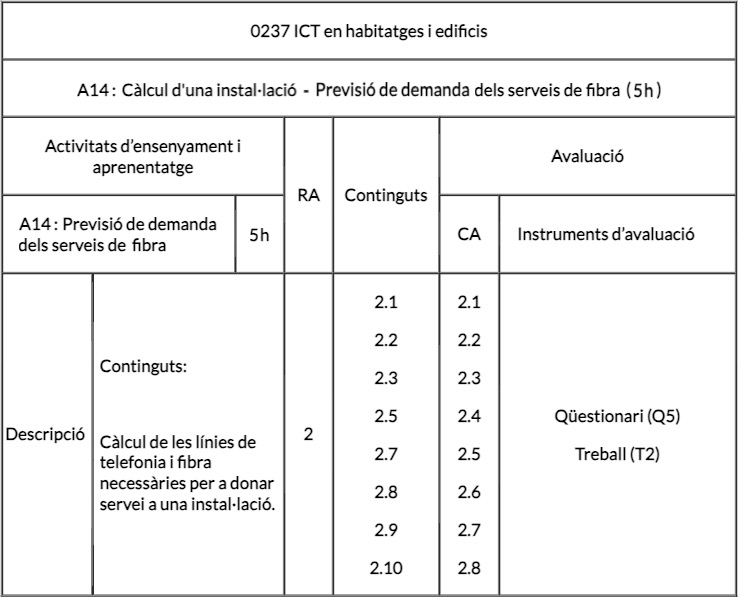 0237 ICT en habitatges i edificis
A14: Càlcul d'una instal·lació - Previsió de demanda dels serveis de fibra (5h)
Activitats d’ensenyament i
aprenentatge
RA
Continguts
Avaluació
A14: Previsió de demanda
dels serveis de fibra
5h
CA
Instruments d’avaluació
Descripció
Continguts:
Càlcul de les línies de
telefonia i fibra
necessàries per a donar
servei a una instal·lació.
2
2.1
2.2
2.3
2.5
2.7
2.8
2.9
2.10
2.1
2.2
2.3
2.4
2.5
2.6
2.7
2.8
Qüestionari (Q5)
Treball (T2)